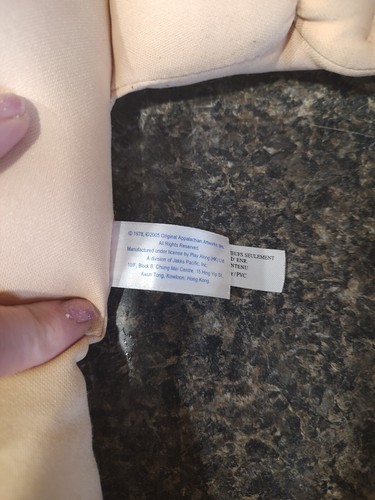 © 1978, ©2005 Original Appalachian Artworks, Inc.
All Rights Reserved.
Manufactured under license by Play Along (HK) Ltd.
A division of Jakks Pacific, Inc.
Block B, Chung Mei Centre, 15 Hing Yip St.,
Kwun Tong, Kowloon, Hong Kong.
SEULEMENT
D' ENR.
NTENU
/ PVC